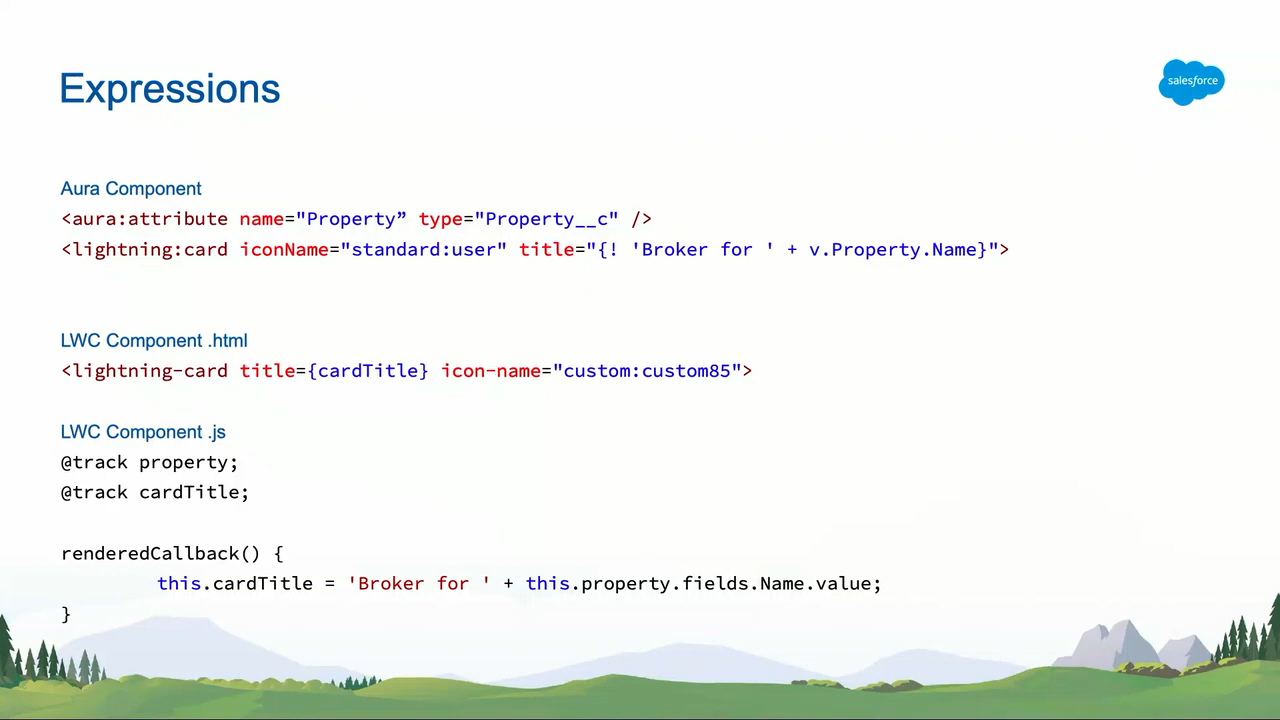 Expressions
salesforce
Aura Component
<aura:attribute name="Property” type="Property__c" />
<lightning:card iconName="standard:user" title="{! 'Broker for ' + v.Property.Name}">
LWC Component .html
<lightning-card title={cardTitle} icon-name="custom:custom85">
LWC Component .js
@track property;
@track cardTitle;
renderedCallback() {
this.cardTitle = 'Broker for ' + this.property.fields.Name.value;
}